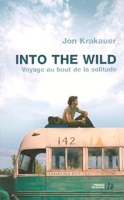 Jon Krakauer
INTO THE WILD
Voyage au bout de la solitude
142